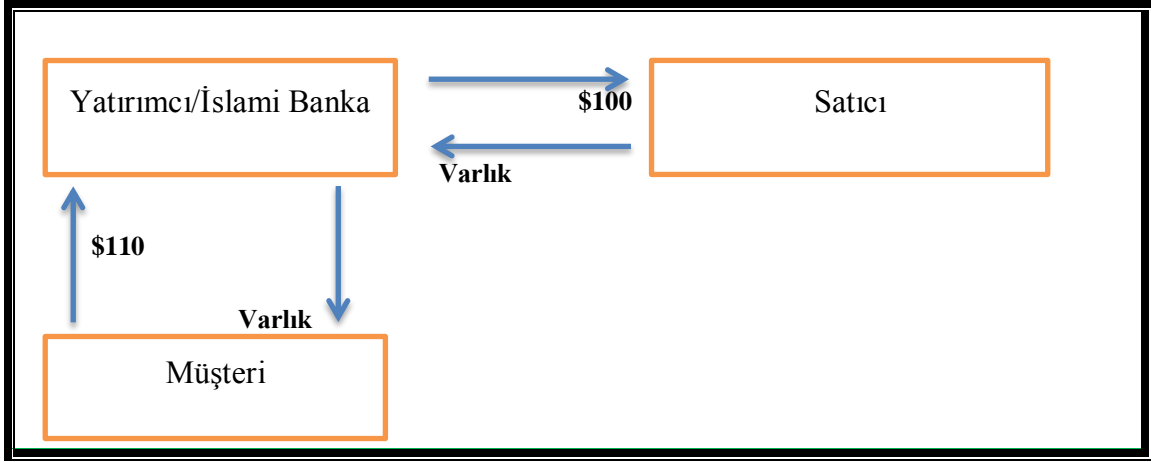 Yatırımcı/İslami Banka
$100
Satıcı
Varlık
$110
Varlık
Müşteri